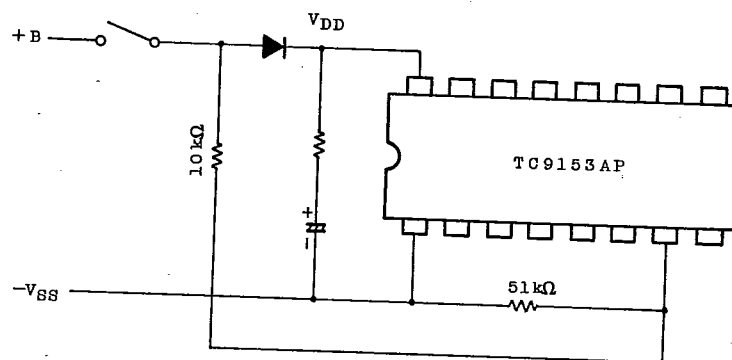 VDD
+B
10kΩ
TC9153AP
+
-
-VSS
51kΩ